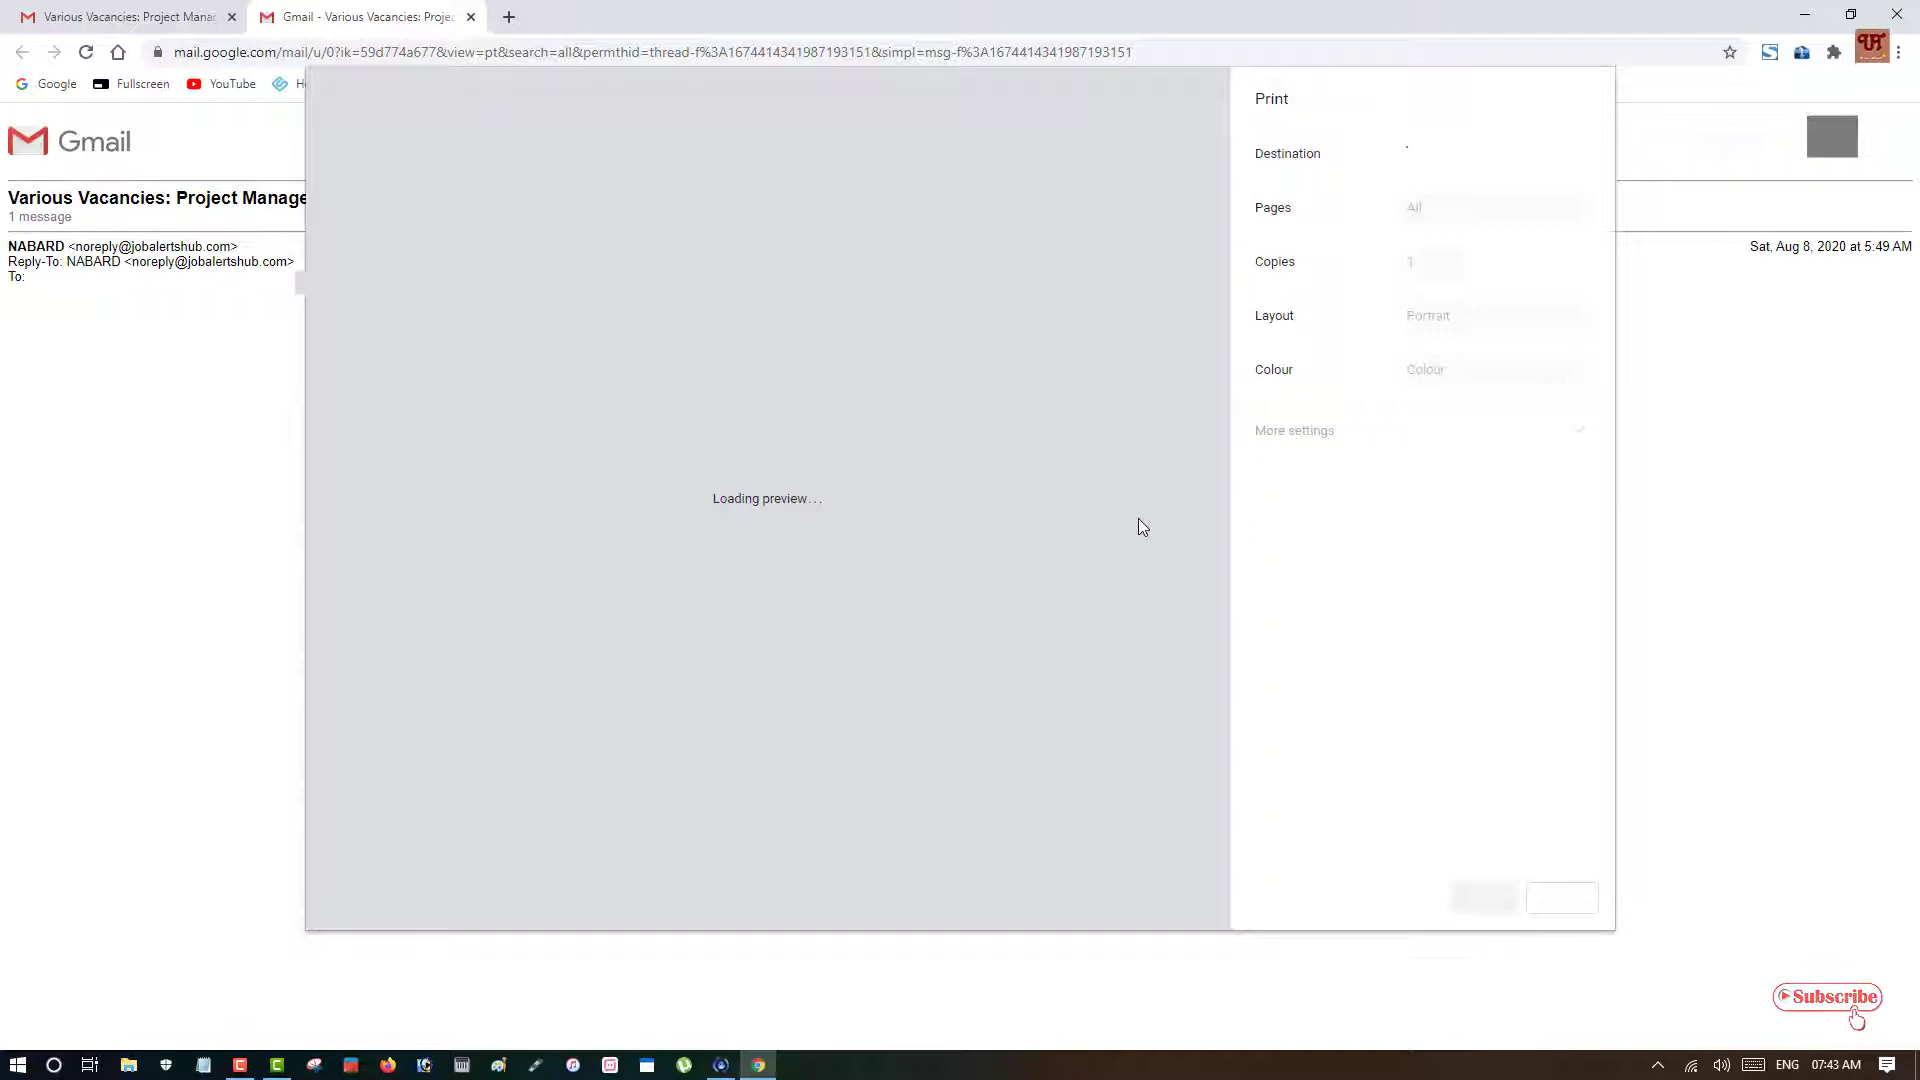 Various Vacancies: Project Mana
Gmail - Various Vacancies: Projec
mail.google.com/mail/u/0?ik=59d774a677&view=pt&search=all&permthid=thread-f%3A1674414341987193151&simpl=msg-f%3A1674414341987193151
Google
Fullscreen
YouTube
Gmail
Various Vacancies: Project Manage
1 message
NABARD <noreply@jobalertshub.com>
Sat, Aug 8, 2020 at 5:49 AM
Reply-To: NABARD <noreply@jobalertshub.com>
To:
Print
Destination
Pages
All
Copies
1
Layout
Portrait
Colour
Colour
More settings
Loading preview...
Subscribe
ENG
07:43 AM